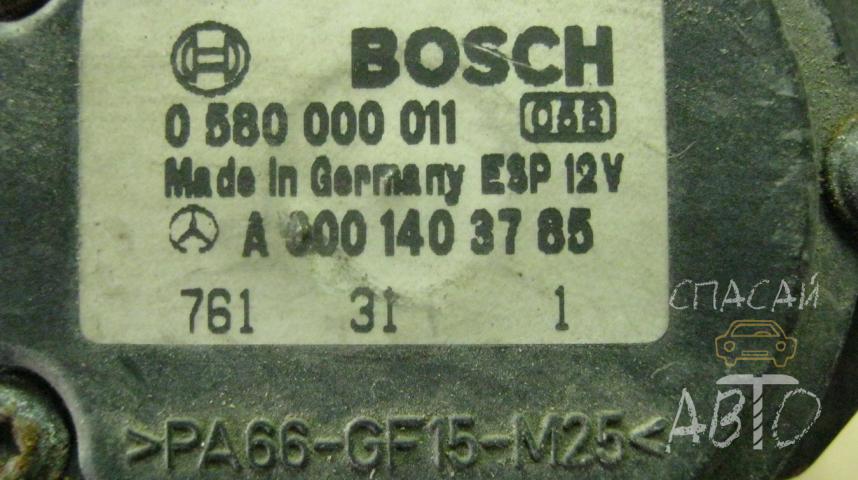 BOSCH
0 580 000 011 038
Made in Germany ESP 12V
A 000 140 37 85
761 31 1
>PA66-GF15-M25<
СПАСАЙ
АВТО